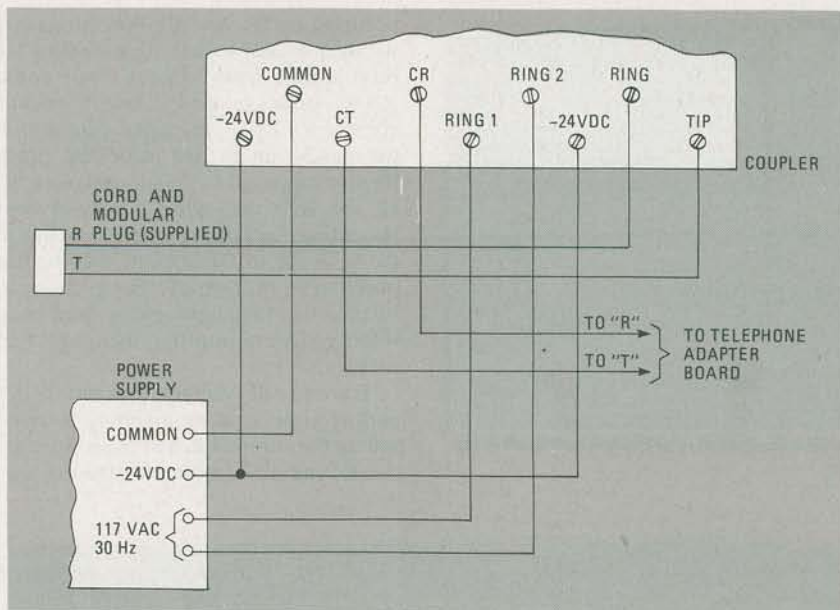 COMMON
CR
RING 2
RING
-24VDC
CT
RING 1
-24VDC
TIP
COUPLER
CORD AND
MODULAR
R PLUG (SUPPLIED)
T
TO "R"
TO "T"
TO TELEPHONE
ADAPTER
BOARD
POWER
SUPPLY
COMMON
-24VDC
117 VAC
30 Hz